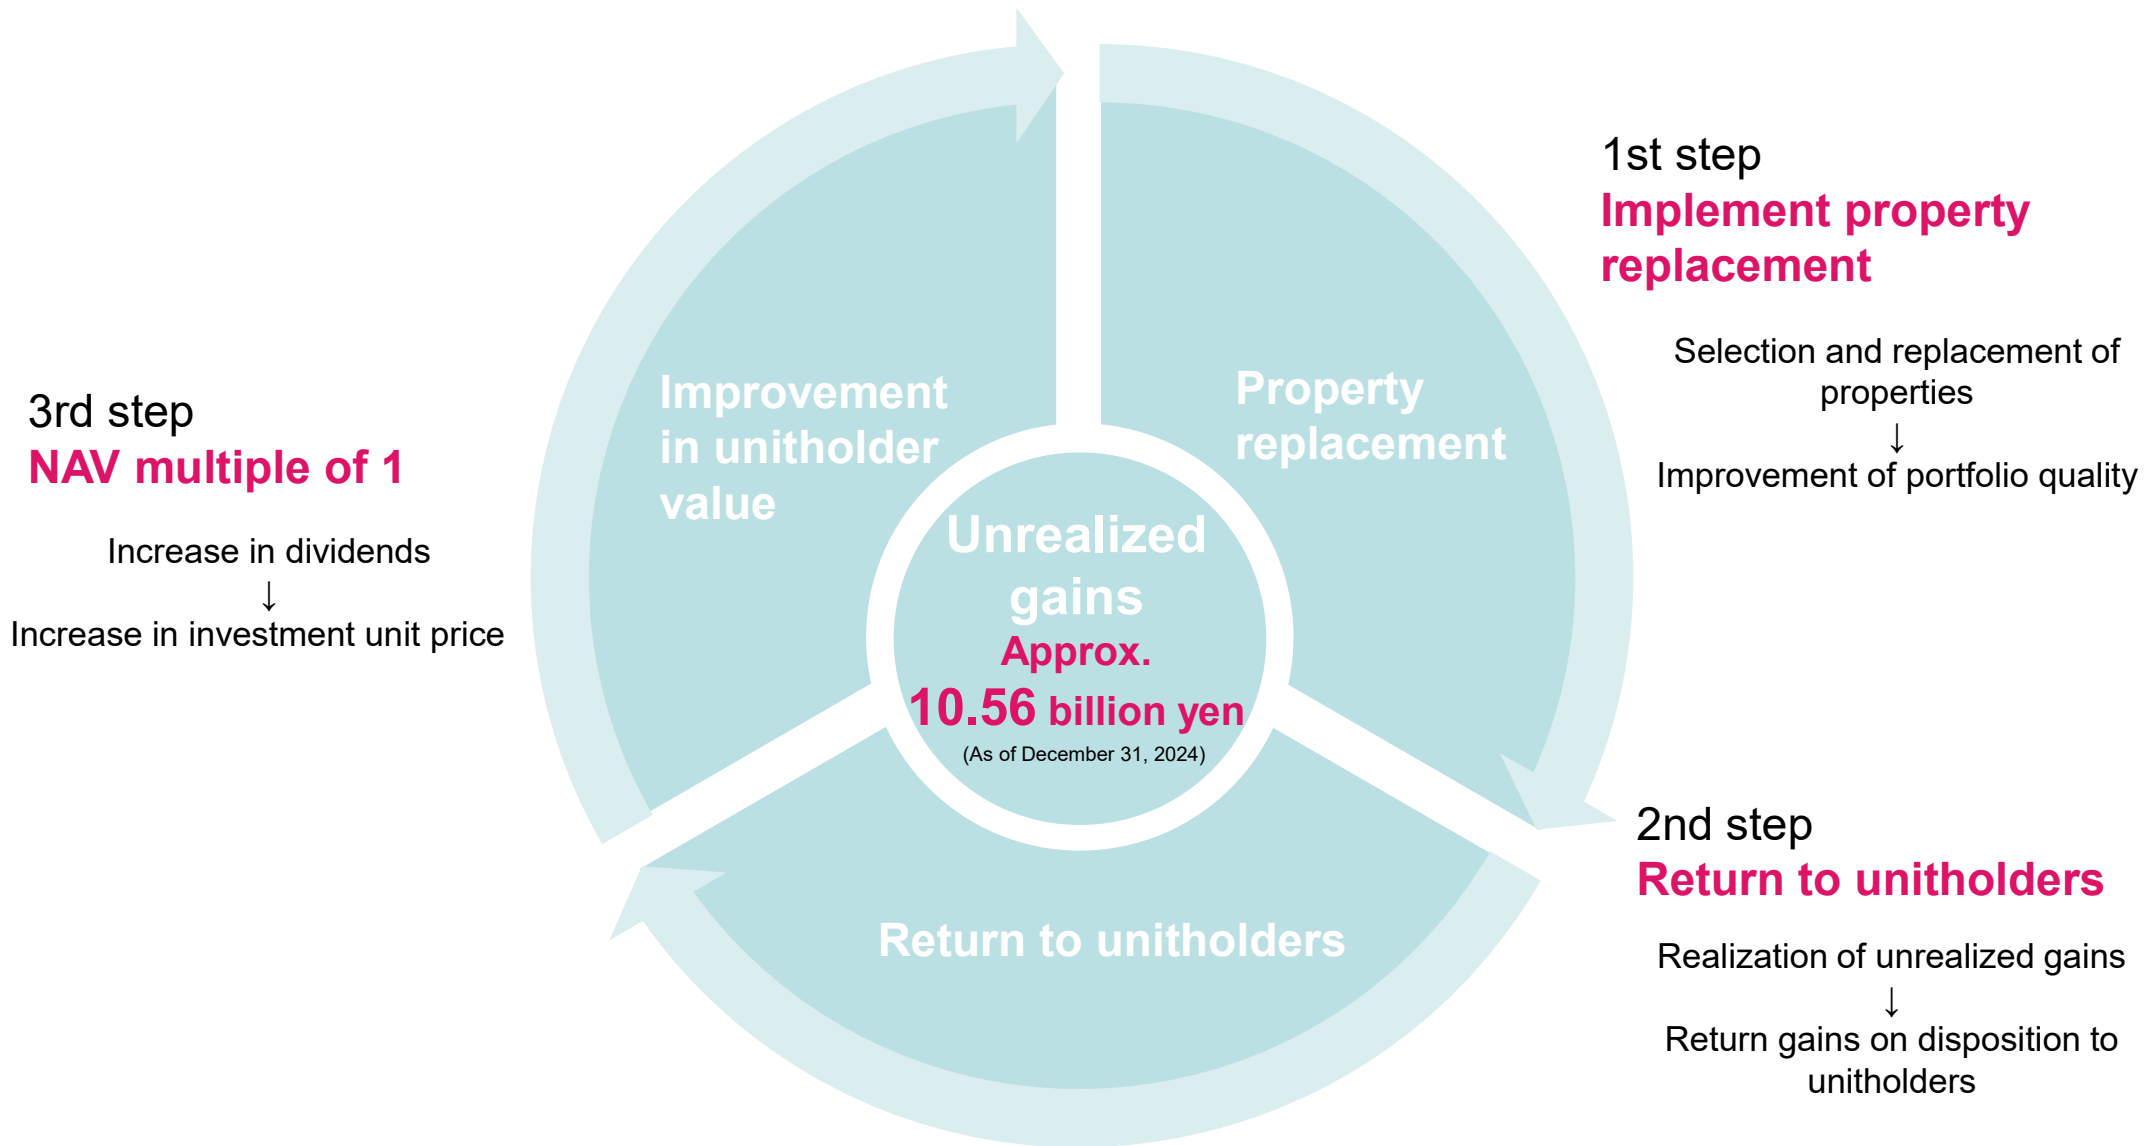 1st step
Implement property
replacement
Selection and replacement of
properties
↓
Improvement of portfolio quality
2nd step
Return to unitholders
Realization of unrealized gains
↓
Return gains on disposition to
unitholders
3rd step
NAV multiple of 1
Increase in dividends
↓
Increase in investment unit price
Improvement
in unitholder
value
Property
replacement
Return to unitholders
Unrealized
gains
Approx.
10.56 billion yen
(As of December 31, 2024)